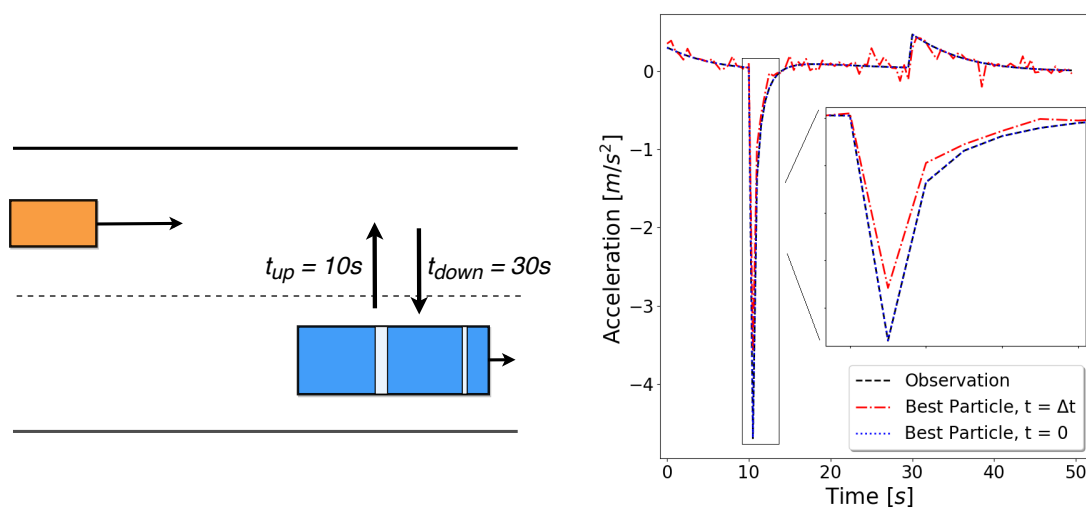 t_up = 10s
t_down = 30s
Acceleration [m/s²]
0
−1
−2
−3
−4
0
10
20
30
40
50
Time [s]
Observation
Best Particle, t = Δt
Best Particle, t = 0